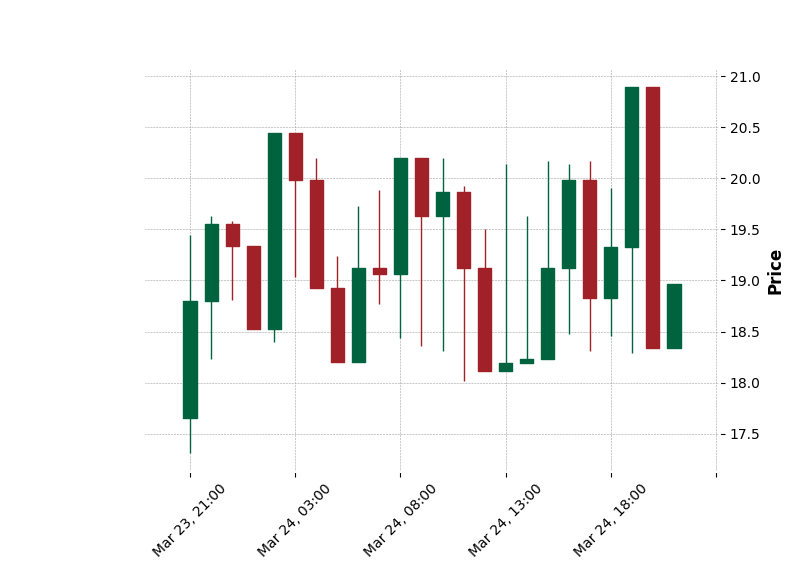 21.0
20.5
20.0
19.5
19.0
18.5
18.0
17.5
Price
Mar 23, 21:00
Mar 24, 03:00
Mar 24, 08:00
Mar 24, 13:00
Mar 24, 18:00